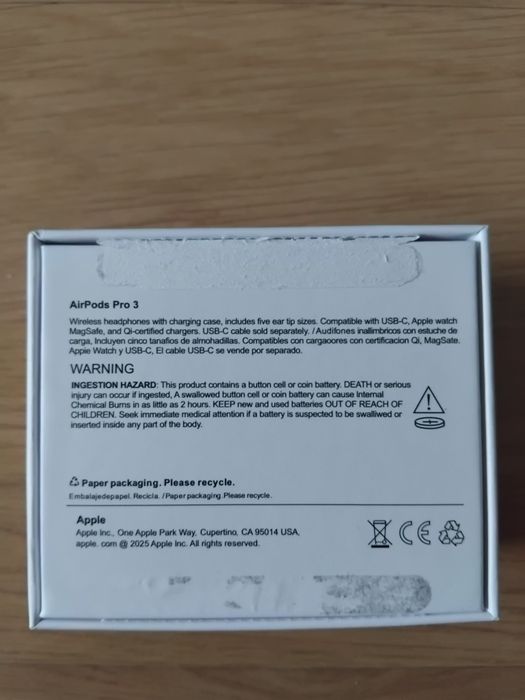 AirPods Pro 3
Wireless headphones with charging case, includes five ear tip sizes. Compatible with USB-C, Apple watch
MagSafe, and Qi-certified chargers. USB-C cable sold separately. /Audifones inalimbricos con estuche de
carga, Incluyen cinco tanafios de almohadillas. Compatibles con cargaoores con certificacion Qi, MagSate.
Appie Watch y USB-C, El cable USB-C se vende por separado.
WARNING
INGESTION HAZARD: This product contains a button cell or coin battery. DEATH or serious
injury can occur if ingested, A swallowed button cell or coin battery can cause Internal
Chemical Burns in as little as 2 hours. KEEP new and used batteries OUT OF REACH OF
CHILDREN. Seek immediate medical attention if a battery is suspected to be swalliwed or
inserted inside any part of the body.
Paper packaging. Please recycle.
Embalajedepapel. Recicla. /Paper packaging.Please recycle.
Apple
Apple Inc., One Apple Park Way, Cupertino, CA 95014 USA,
apple. com @ 2025 Apple Inc. All rights reserved.
CE